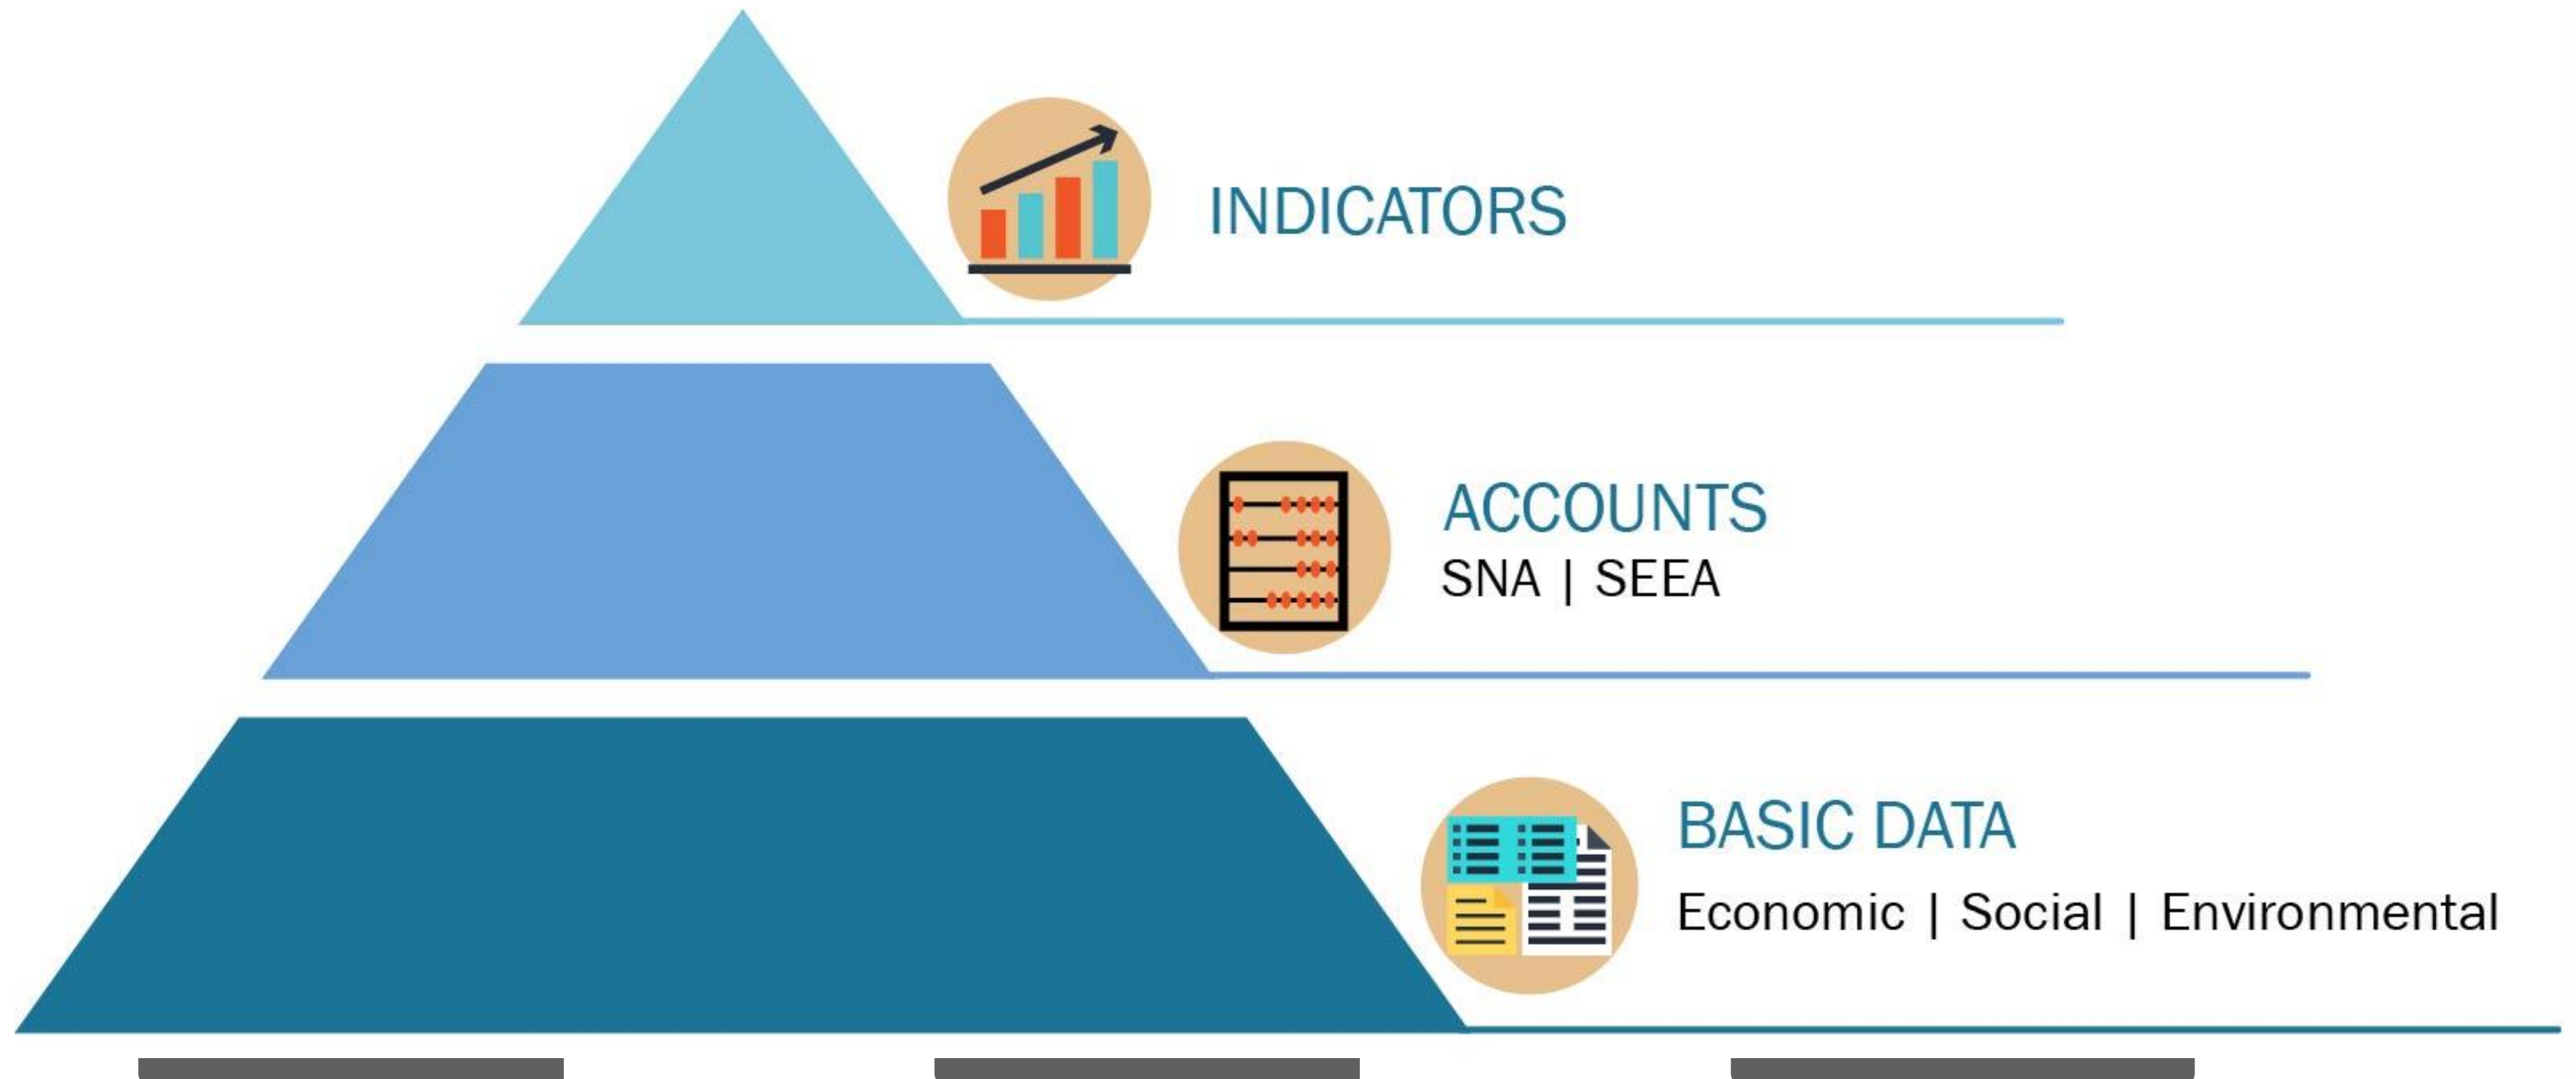 INDICATORS
ACCOUNTS
SNA | SEEA
BASIC DATA
Economic | Social | Environmental